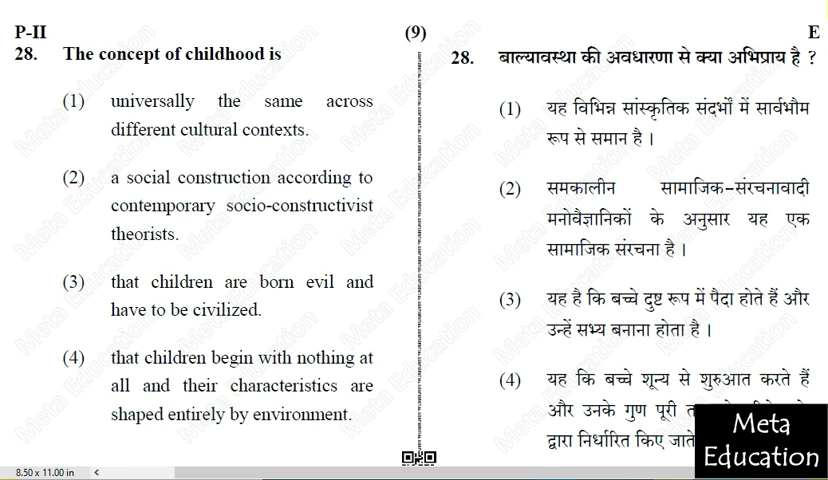 P-II
(9)
E
28. The concept of childhood is
(1) universally the same across
different cultural contexts.
(2) a social construction according to
contemporary socio-constructivist
theorists.
(3) that children are born evil and
have to be civilized.
(4) that children begin with nothing at
all and their characteristics are
shaped entirely by environment.
28. बाल्यावस्था की अवधारणा से क्या अभिप्राय है ?
(1) यह विभिन्न सांस्कृतिक संदर्भों में सार्वभौम
रूप से समान है ।
(2) समकालीन सामाजिक-संरचनावादी
मनोवैज्ञानिकों के अनुसार यह एक
सामाजिक संरचना है ।
(3) यह है कि बच्चे दुष्ट रूप में पैदा होते हैं और
उन्हें सभ्य बनाना होता है ।
(4) यह कि बच्चे शून्य से शुरुआत करते हैं
और उनके गुण पूरी
द्वारा निर्धारित किए जाते
Meta
Education
8.50 x 11.00 in